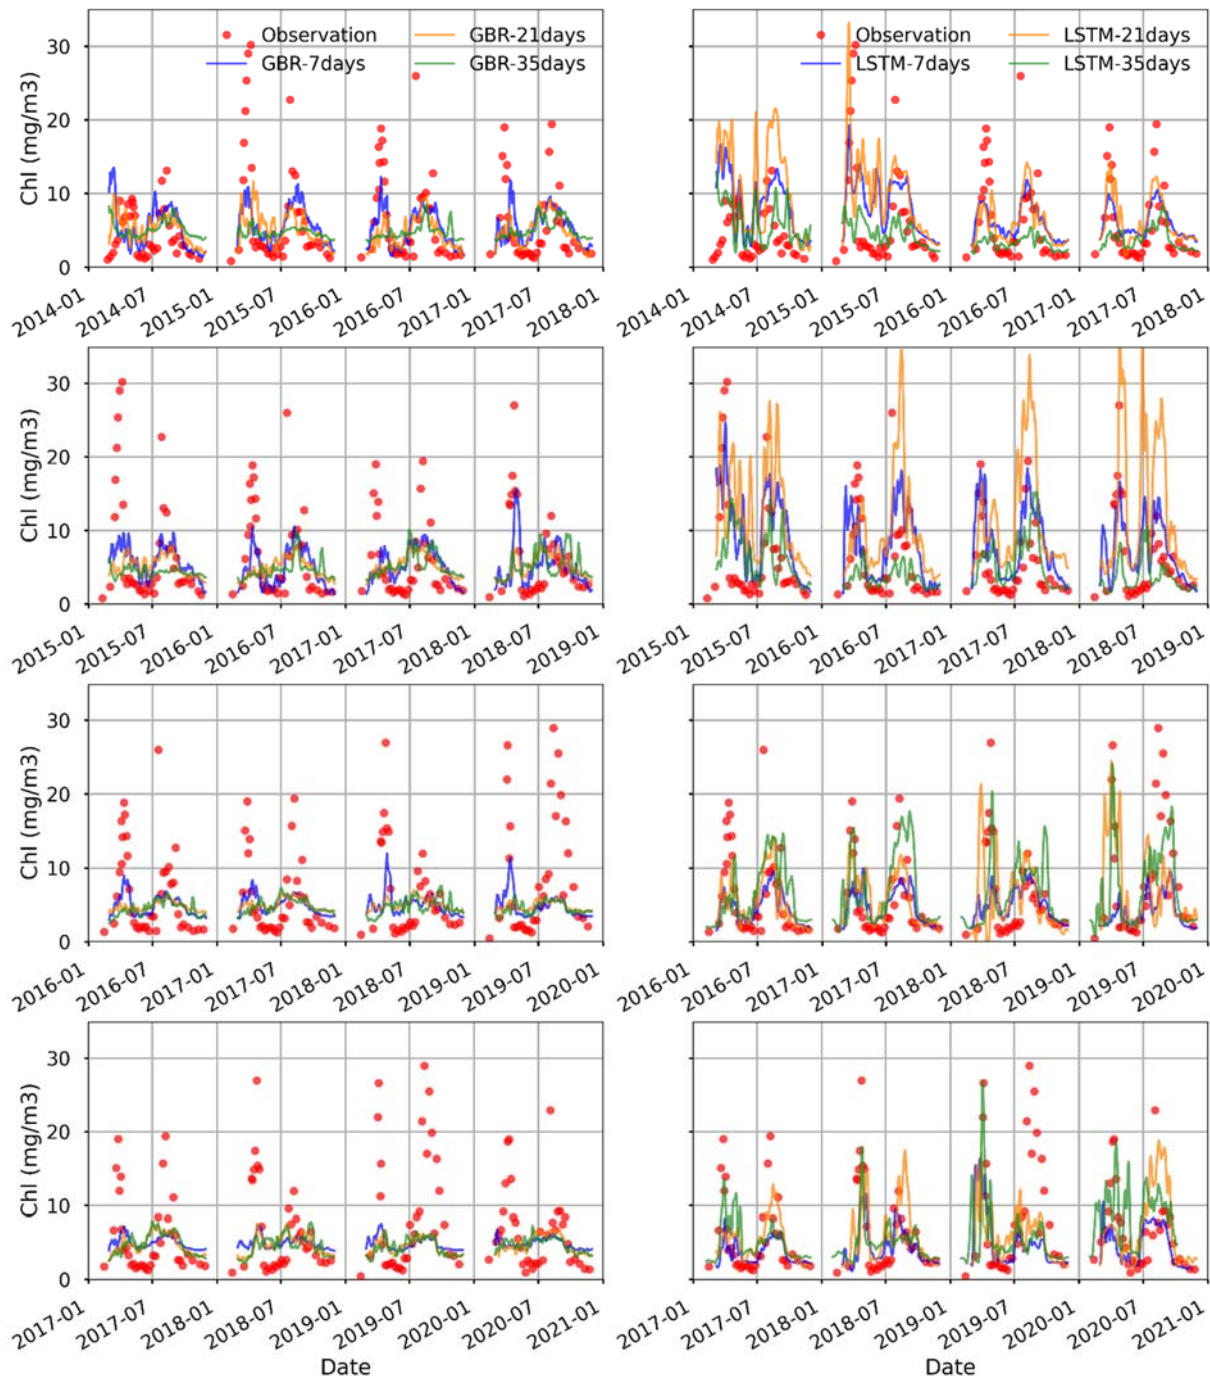 Observation GBR-21days
GBR-7days GBR-35days
Observation LSTM-21days
LSTM-7days LSTM-35days
Chl (mg/m3)
30
20
10
0
2014-01 2014-07 2015-01 2015-07 2016-01 2016-07 2017-01 2017-07 2018-01
2014-01 2014-07 2015-01 2015-07 2016-01 2016-07 2017-01 2017-07 2018-01
Chl (mg/m3)
30
20
10
0
2015-01 2015-07 2016-01 2016-07 2017-01 2017-07 2018-01 2018-07 2019-01
2015-01 2015-07 2016-01 2016-07 2017-01 2017-07 2018-01 2018-07 2019-01
Chl (mg/m3)
30
20
10
0
2016-01 2016-07 2017-01 2017-07 2018-01 2018-07 2019-01 2019-07 2020-01
2016-01 2016-07 2017-01 2017-07 2018-01 2018-07 2019-01 2019-07 2020-01
Chl (mg/m3)
30
20
10
0
2017-01 2017-07 2018-01 2018-07 2019-01 2019-07 2020-01 2020-07 2021-01
2017-01 2017-07 2018-01 2018-07 2019-01 2019-07 2020-01 2020-07 2021-01
Date
Date